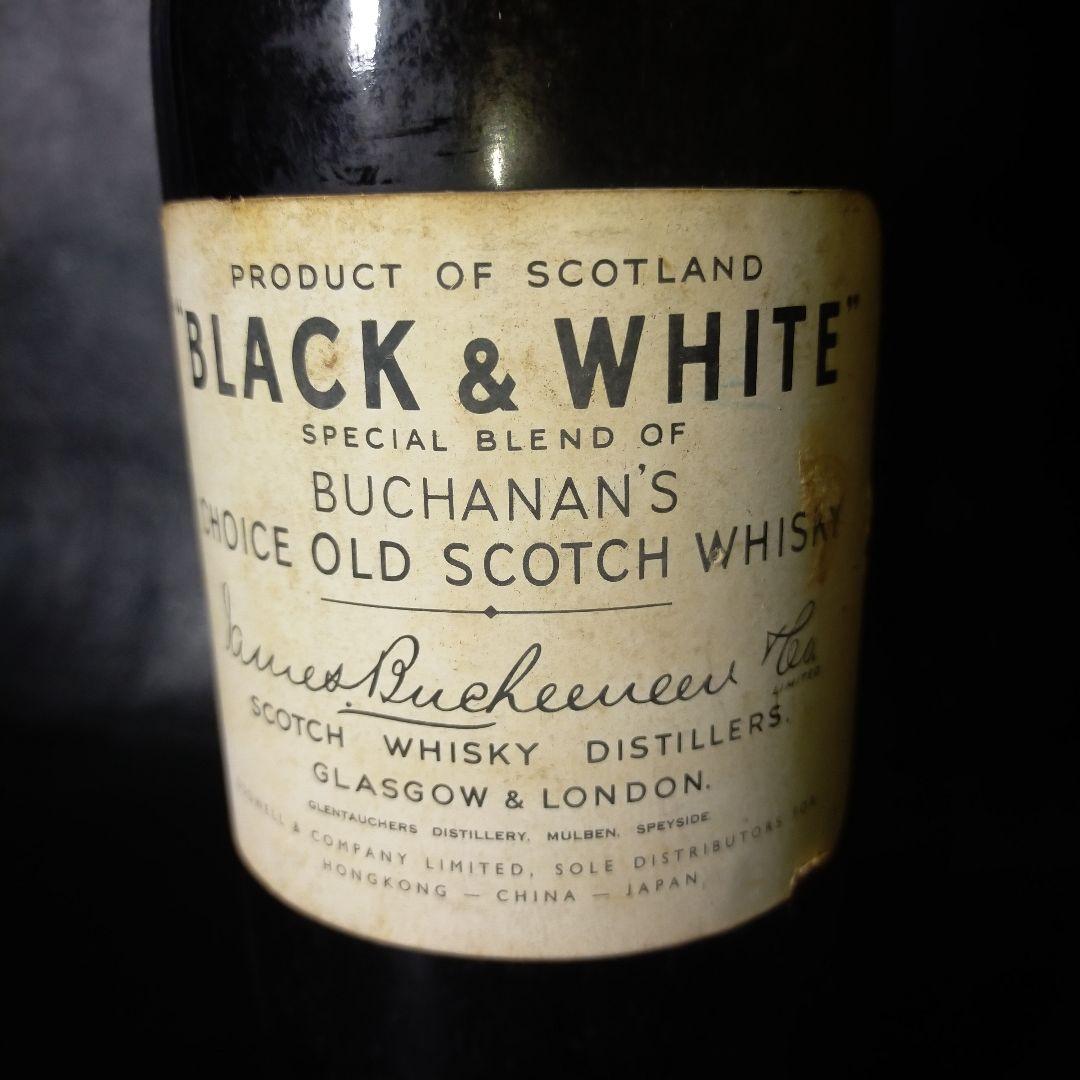 PRODUCT OF SCOTLAND
"BLACK & WHITE"
SPECIAL BLEND OF
BUCHANAN'S
CHOICE OLD SCOTCH WHISKY
James Buchanan & Co.
LIMITED
SCOTCH WHISKY DISTILLERS.
GLASGOW & LONDON.
GLENTAUCHERS DISTILLERY, MULBEN, SPEYSIDE.
& COMPANY LIMITED, SOLE DISTRIBUTORS FOR
HONGKONG — CHINA — JAPAN,